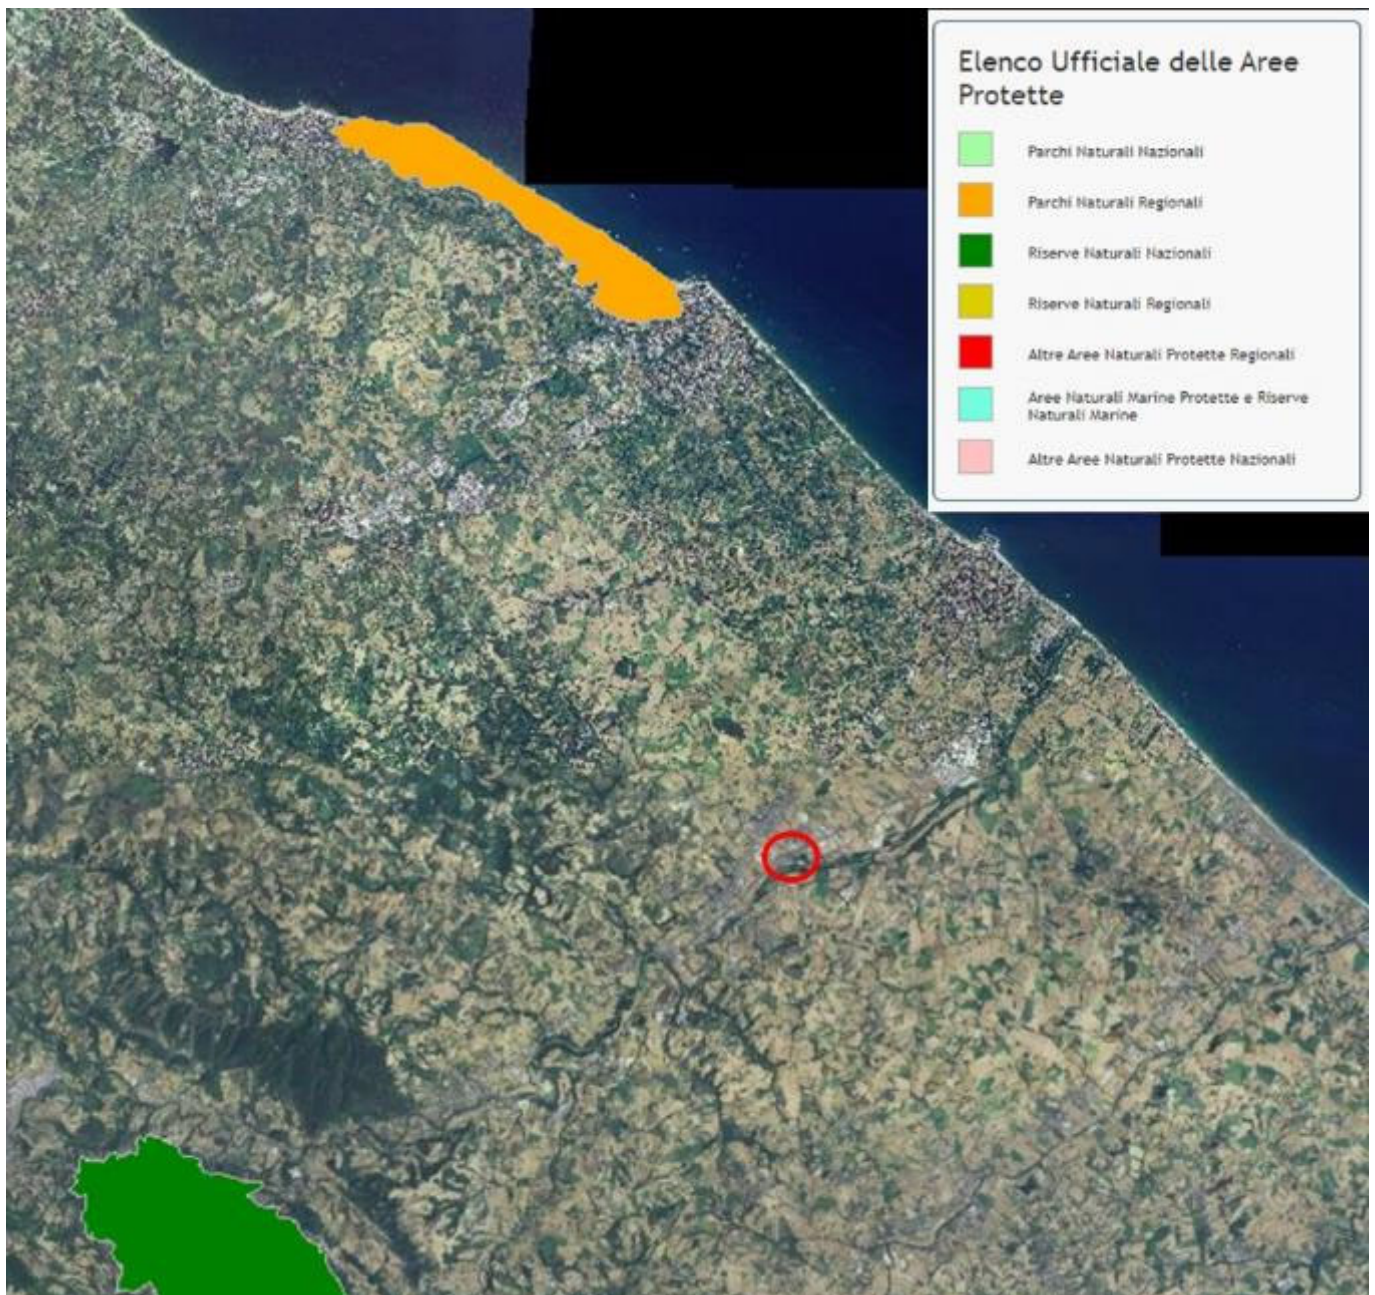 Elenco Ufficiale delle Aree
Protette
Parchi Naturali Nazionali
Parchi Naturali Regionali
Riserve Naturali Nazionali
Riserve Naturali Regionali
Altre Aree Naturali Protette Regionali
Aree Naturali Marine Protette e Riserve
Naturali Marine
Altre Aree Naturali Protette Nazionali